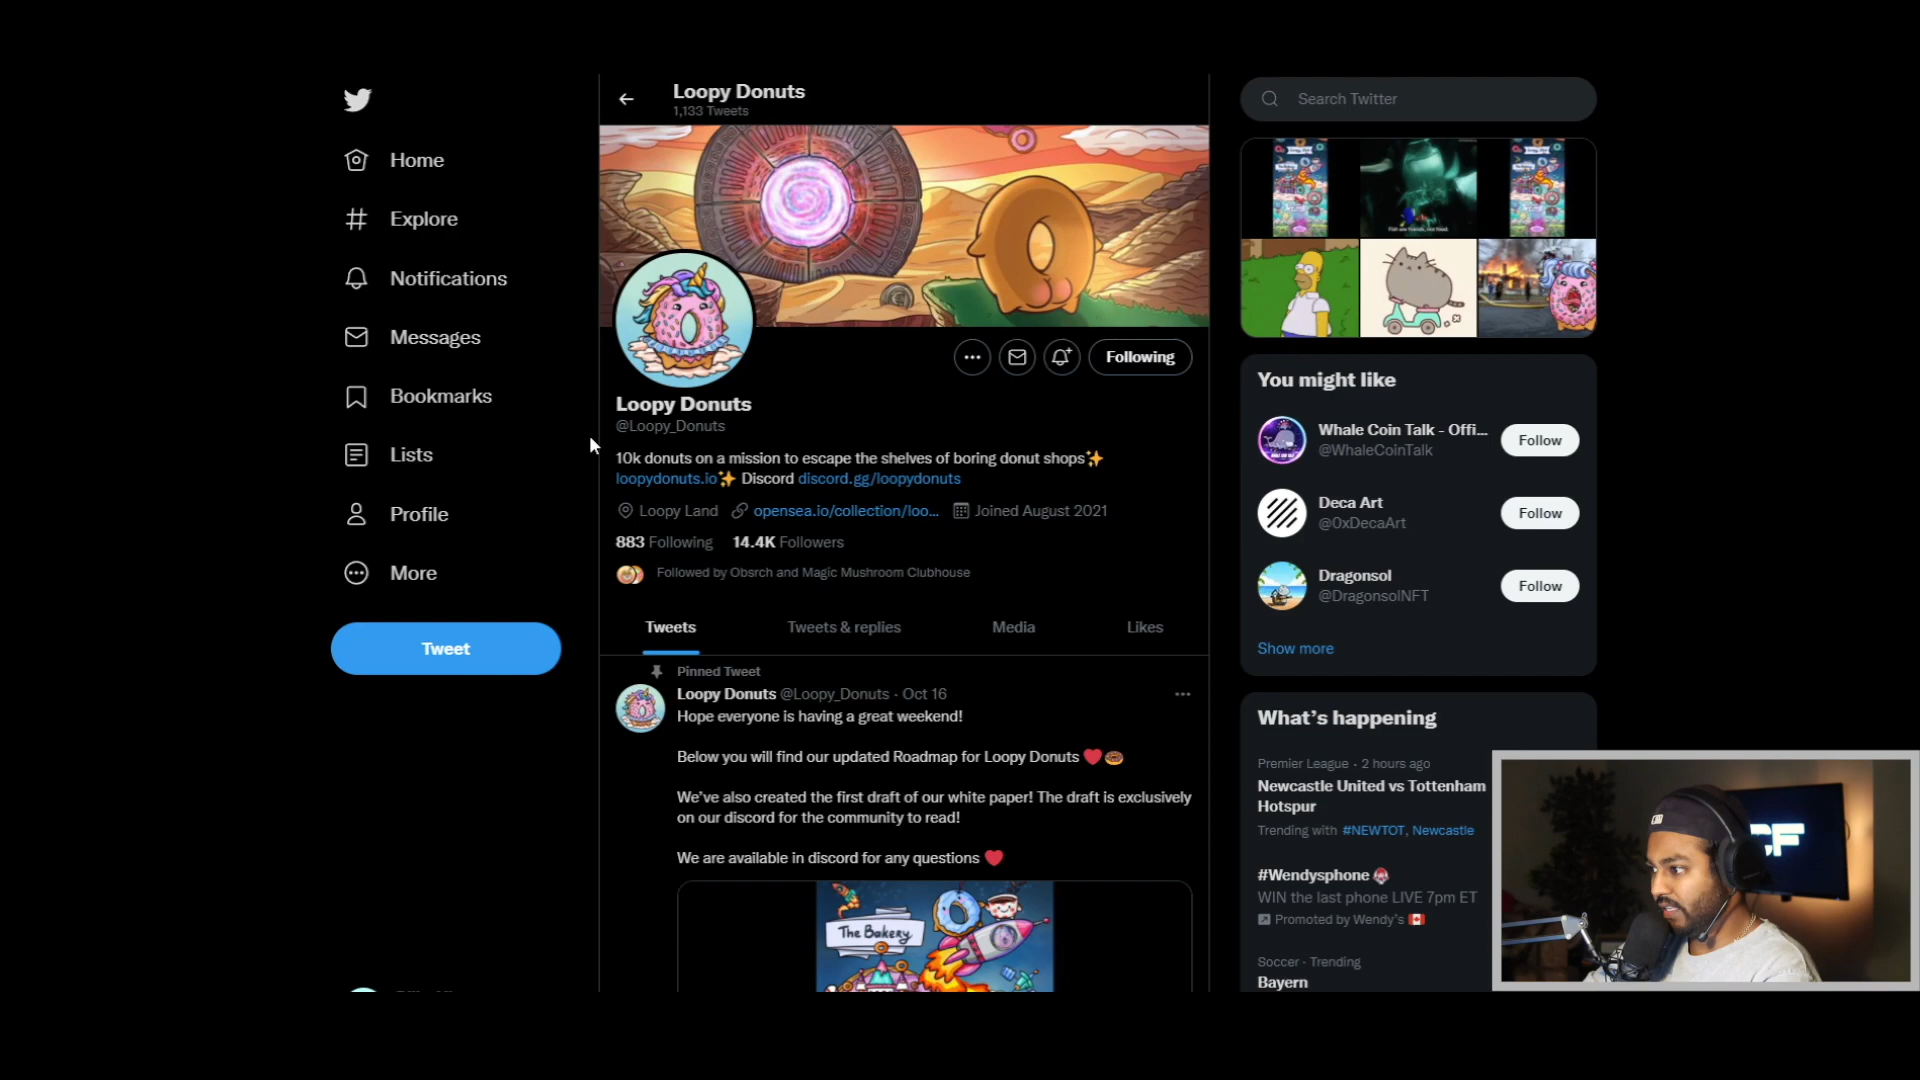 Home
Explore
Notifications
Messages
Bookmarks
Lists
Profile
More
Tweet
Loopy Donuts
1,133 Tweets
Following
Loopy Donuts
@Loopy_Donuts
10k donuts on a mission to escape the shelves of boring donut shops✨
loopydonuts.io✨ Discord discord.gg/loopydonuts
Loopy Land opensea.io/collection/loo... Joined August 2021
883 Following 14.4K Followers
Followed by Obsrch and Magic Mushroom Clubhouse
Tweets Tweets & replies Media Likes
Pinned Tweet
Loopy Donuts @Loopy_Donuts · Oct 16
Hope everyone is having a great weekend!
Below you will find our updated Roadmap for Loopy Donuts ❤️🍩
We've also created the first draft of our white paper! The draft is exclusively
on our discord for the community to read!
We are available in discord for any questions ❤️
The Bakery
Search Twitter
Fish are friends, not food.
You might like
Whale Coin Talk - Offi...
@WhaleCoinTalk
Follow
Deca Art
@0xDecaArt
Follow
Dragonsol
@DragonsolNFT
Follow
Show more
What's happening
Premier League · 2 hours ago
Newcastle United vs Tottenham
Hotspur
Trending with #NEWTOT, Newcastle
#Wendysphone
WIN the last phone LIVE 7pm ET
Promoted by Wendy's 🇨🇦
Soccer · Trending
Bayern